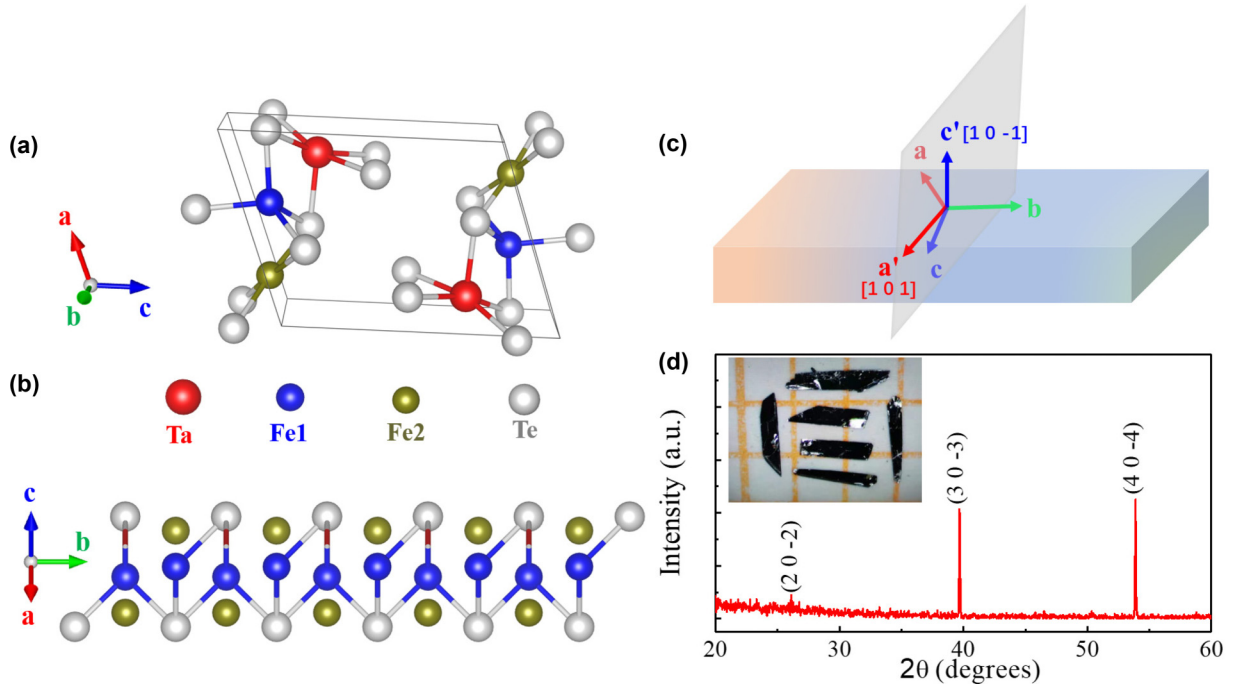 (a)
a
b
c
(b)
Ta
Fe1
Fe2
Te
c
b
a
(c)
c' [1 0 -1]
a
b
a'
c
[1 0 1]
(d)
Intensity (a.u.)
(2 0 -2)
(3 0 -3)
(4 0 -4)
20
30
40
50
60
2θ (degrees)